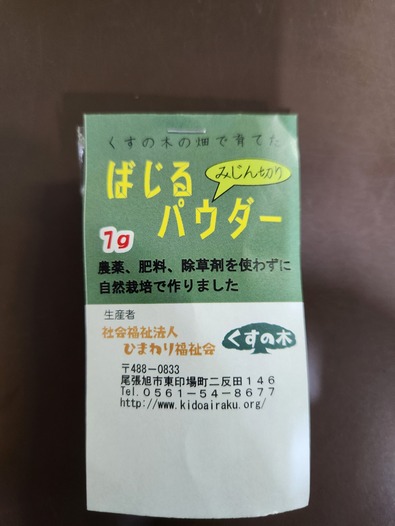 くすの木の畑で育てた
ばじる
みじん切り
パウダー
1g
農薬、肥料、除草剤を使わずに
自然栽培で作りました
生産者
社会福祉法人
ひまわり福祉会
くすの木
〒488-0833
尾張旭市東印場町二反田146
Tel.0561-54-8677
http://www.kidoairaku.org/